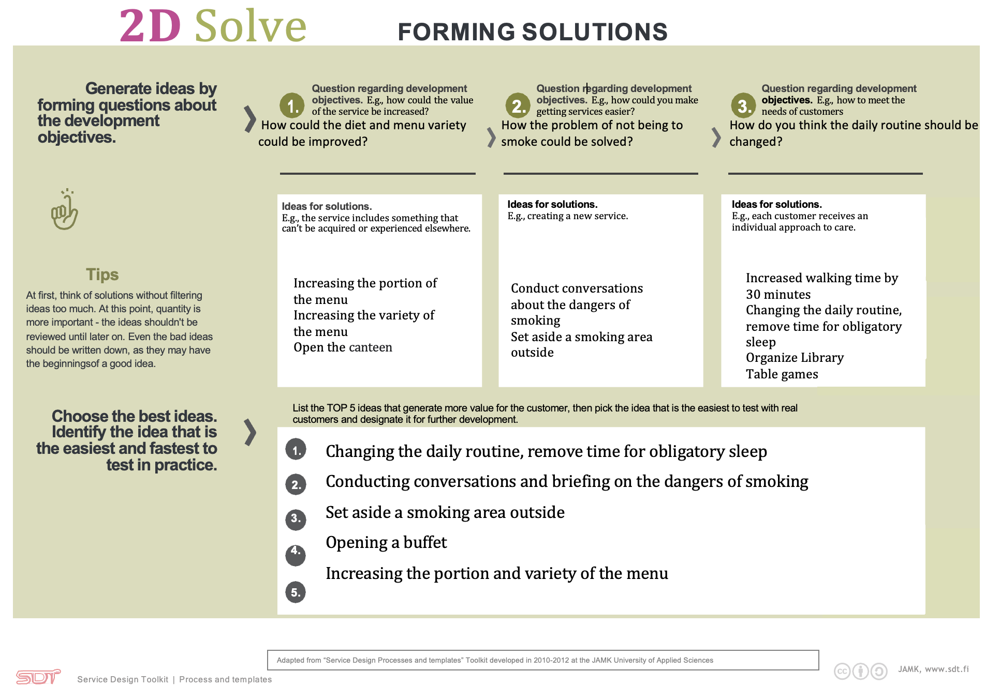 2D Solve
FORMING SOLUTIONS
Generate ideas by
forming questions about
the development
objectives.
1.
Question regarding development
objectives. E.g., how could the value
of the service be increased?
How could the diet and menu variety
could be improved?
2.
Question regarding development
objectives. E.g., how could you make
getting services easier?
How the problem of not being to
smoke could be solved?
3.
Question regarding development
objectives. E.g., how to meet the
needs of customers
How do you think the daily routine should be
changed?
Tips
At first, think of solutions without filtering
ideas too much. At this point, quantity is
more important - the ideas shouldn't be
reviewed until later on. Even the bad ideas
should be written down, as they may have
the beginningsof a good idea.
Ideas for solutions.
E.g., the service includes something that
can’t be acquired or experienced elsewhere.
Increasing the portion of
the menu
Increasing the variety of
the menu
Open the canteen
Ideas for solutions.
E.g., creating a new service.
Conduct conversations
about the dangers of
smoking
Set aside a smoking area
outside
Ideas for solutions.
E.g., each customer receives an
individual approach to care.
Increased walking time by
30 minutes
Changing the daily routine,
remove time for obligatory
sleep
Organize Library
Table games
Choose the best ideas.
Identify the idea that is
the easiest and fastest to
test in practice.
List the TOP 5 ideas that generate more value for the customer, then pick the idea that is the easiest to test with real
customers and designate it for further development.
1. Changing the daily routine, remove time for obligatory sleep
2. Conducting conversations and briefing on the dangers of smoking
3. Set aside a smoking area outside
4. Opening a buffet
5. Increasing the portion and variety of the menu
Adapted from “Service Design Processes and templates” Toolkit developed in 2010-2012 at the JAMK University of Applied Sciences
SDT
Service Design Toolkit | Process and templates
cc
JAMK, www.sdt.fi